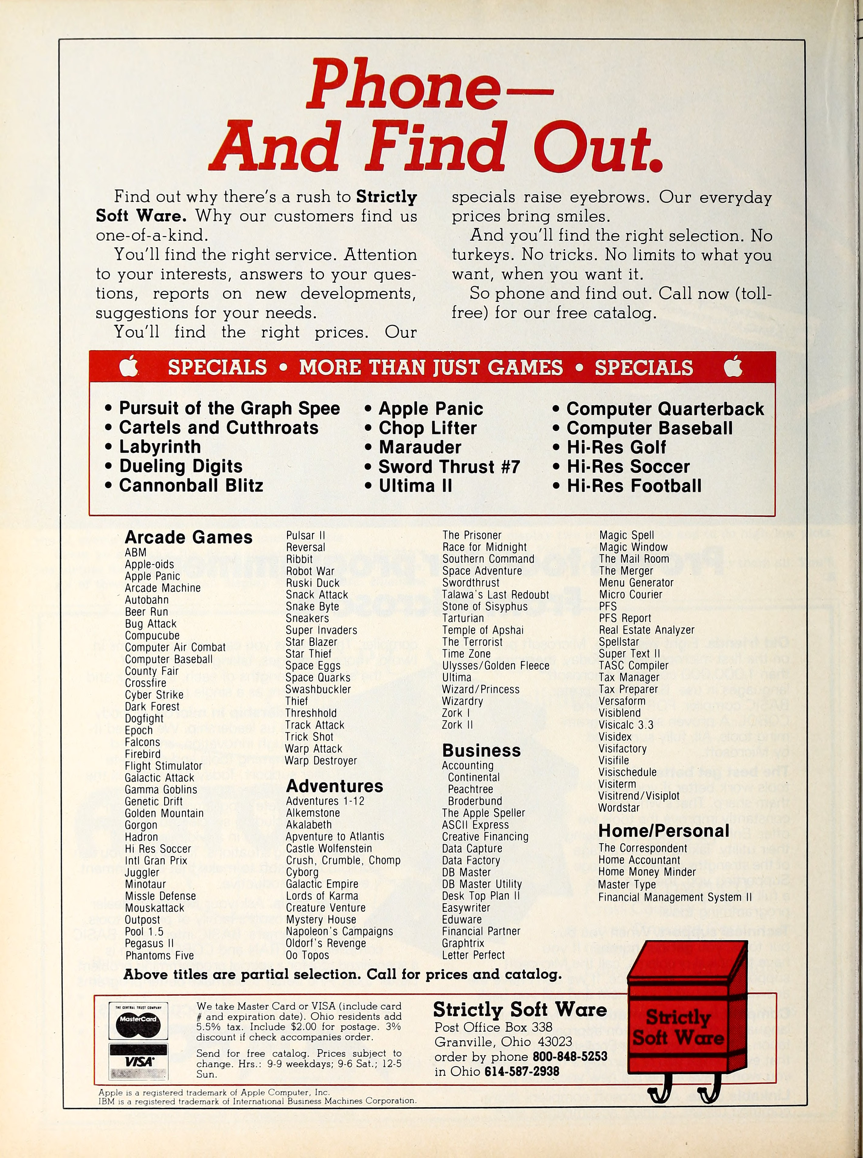 Phone—
And Find Out.
Find out why there's a rush to Strictly
Soft Ware. Why our customers find us
one-of-a-kind.
You'll find the right service. Attention
to your interests, answers to your ques-
tions, reports on new developments,
suggestions for your needs.
You'll find the right prices. Our
specials raise eyebrows. Our everyday
prices bring smiles.
And you'll find the right selection. No
turkeys. No tricks. No limits to what you
want, when you want it.
So phone and find out. Call now (toll-
free) for our free catalog.
SPECIALS • MORE THAN JUST GAMES • SPECIALS
• Pursuit of the Graph Spee
• Cartels and Cutthroats
• Labyrinth
• Dueling Digits
• Cannonball Blitz
• Apple Panic
• Chop Lifter
• Marauder
• Sword Thrust #7
• Ultima II
• Computer Quarterback
• Computer Baseball
• Hi-Res Golf
• Hi-Res Soccer
• Hi-Res Football
Arcade Games
ABM
Apple-oids
Apple Panic
Arcade Machine
Autobahn
Beer Run
Bug Attack
Compucube
Computer Air Combat
Computer Baseball
County Fair
Crossfire
Cyber Strike
Dark Forest
Dogfight
Epoch
Falcons
Firebird
Flight Stimulator
Galactic Attack
Gamma Goblins
Genetic Drift
Golden Mountain
Gorgon
Hadron
Hi Res Soccer
Intl Gran Prix
Juggler
Minotaur
Missle Defense
Mouskattack
Outpost
Pool 1.5
Pegasus II
Phantoms Five
Pulsar II
Reversal
Ribbit
Robot War
Ruski Duck
Snack Attack
Snake Byte
Sneakers
Super Invaders
Star Blazer
Star Thief
Space Eggs
Space Quarks
Swashbuckler
Thief
Threshhold
Track Attack
Trick Shot
Warp Attack
Warp Destroyer
Adventures
Adventures 1-12
Alkemstone
Akalabeth
Apventure to Atlantis
Castle Wolfenstein
Crush, Crumble, Chomp
Cyborg
Galactic Empire
Lords of Karma
Creature Venture
Mystery House
Napoleon's Campaigns
Oldorf's Revenge
Oo Topos
The Prisoner
Race for Midnight
Southern Command
Space Adventure
Swordthrust
Talawa's Last Redoubt
Stone of Sisyphus
Tarturian
Temple of Apshai
The Terrorist
Time Zone
Ulysses/Golden Fleece
Ultima
Wizard/Princess
Wizardry
Zork I
Zork II
Business
Accounting
Continental
Peachtree
Broderbund
The Apple Speller
ASCII Express
Creative Financing
Data Capture
Data Factory
DB Master
DB Master Utility
Desk Top Plan II
Easywriter
Eduware
Financial Partner
Graphtrix
Letter Perfect
Magic Spell
Magic Window
The Mail Room
The Merger
Menu Generator
Micro Courier
PFS
PFS Report
Real Estate Analyzer
Spellstar
Super Text II
TASC Compiler
Tax Manager
Tax Preparer
Versaform
Visiblend
Visicalc 3.3
Visidex
Visifactory
Visifile
Visischedule
Visiterm
Visitrend/Visiplot
Wordstar
Home/Personal
The Correspondent
Home Accountant
Home Money Minder
Master Type
Financial Management System II
Above titles are partial selection. Call for prices and catalog.
THE CENTRAL TRUST COMPANY
MasterCard
VISA
We take Master Card or VISA (include card
# and expiration date). Ohio residents add
5.5% tax. Include $2.00 for postage. 3%
discount if check accompanies order.
Send for free catalog. Prices subject to
change. Hrs.: 9-9 weekdays; 9-6 Sat.; 12-5
Sun.
Strictly Soft Ware
Post Office Box 338
Granville, Ohio 43023
order by phone 800-848-5253
in Ohio 614-587-2938
Strictly
Soft Ware
Apple is a registered trademark of Apple Computer, Inc.
IBM is a registered trademark of International Business Machines Corporation.